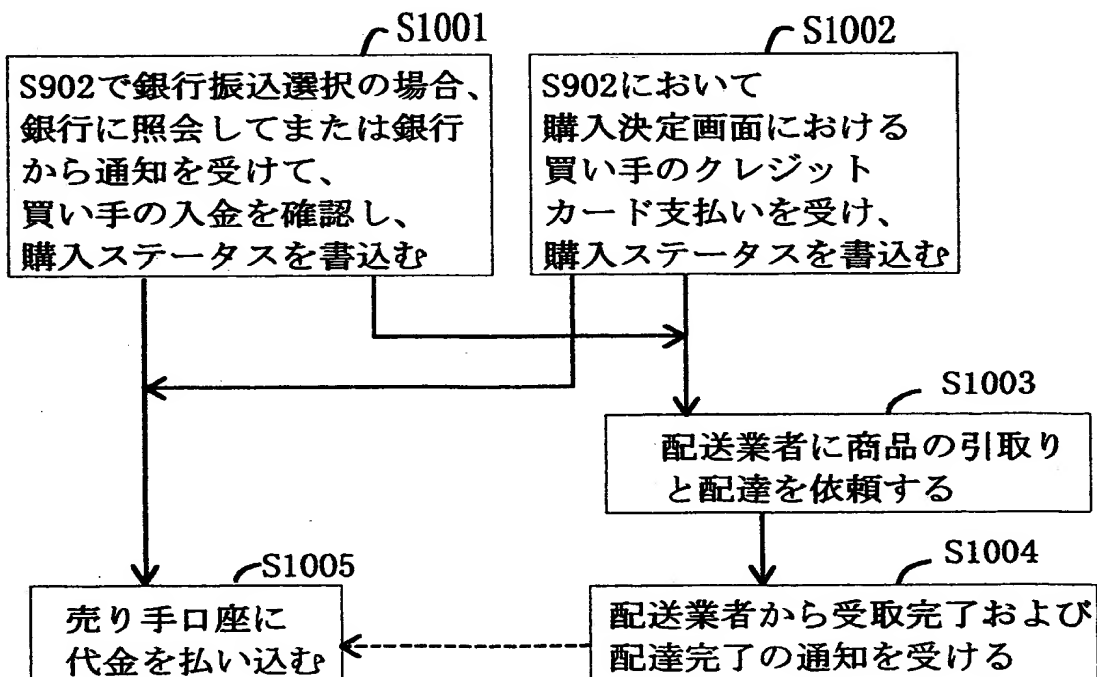 S1001
S902で銀行振込選択の場合、
銀行に照会してまたは銀行
から通知を受けて、
買い手の入金を確認し、
購入ステータスを書込む
S1002
S902において
購入決定画面における
買い手のクレジット
カード支払いを受け、
購入ステータスを書込む
S1003
配送業者に商品の引取り
と配達を依頼する
S1004
配送業者から受取完了および
配達完了の通知を受ける
S1005
売り手口座に
代金を払い込む